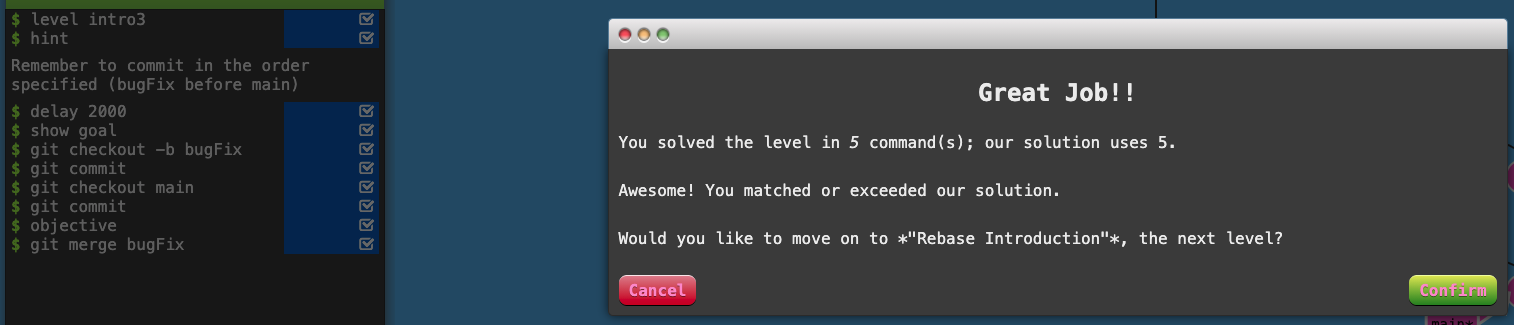 $ level intro3
$ hint
Remember to commit in the order
specified (bugFix before main)
$ delay 2000
$ show goal
$ git checkout -b bugFix
$ git commit
$ git checkout main
$ git commit
$ objective
$ git merge bugFix
Great Job!!
You solved the level in 5 command(s); our solution uses 5.
Awesome! You matched or exceeded our solution.
Would you like to move on to *"Rebase Introduction"*, the next level?
Cancel
Confirm
main*